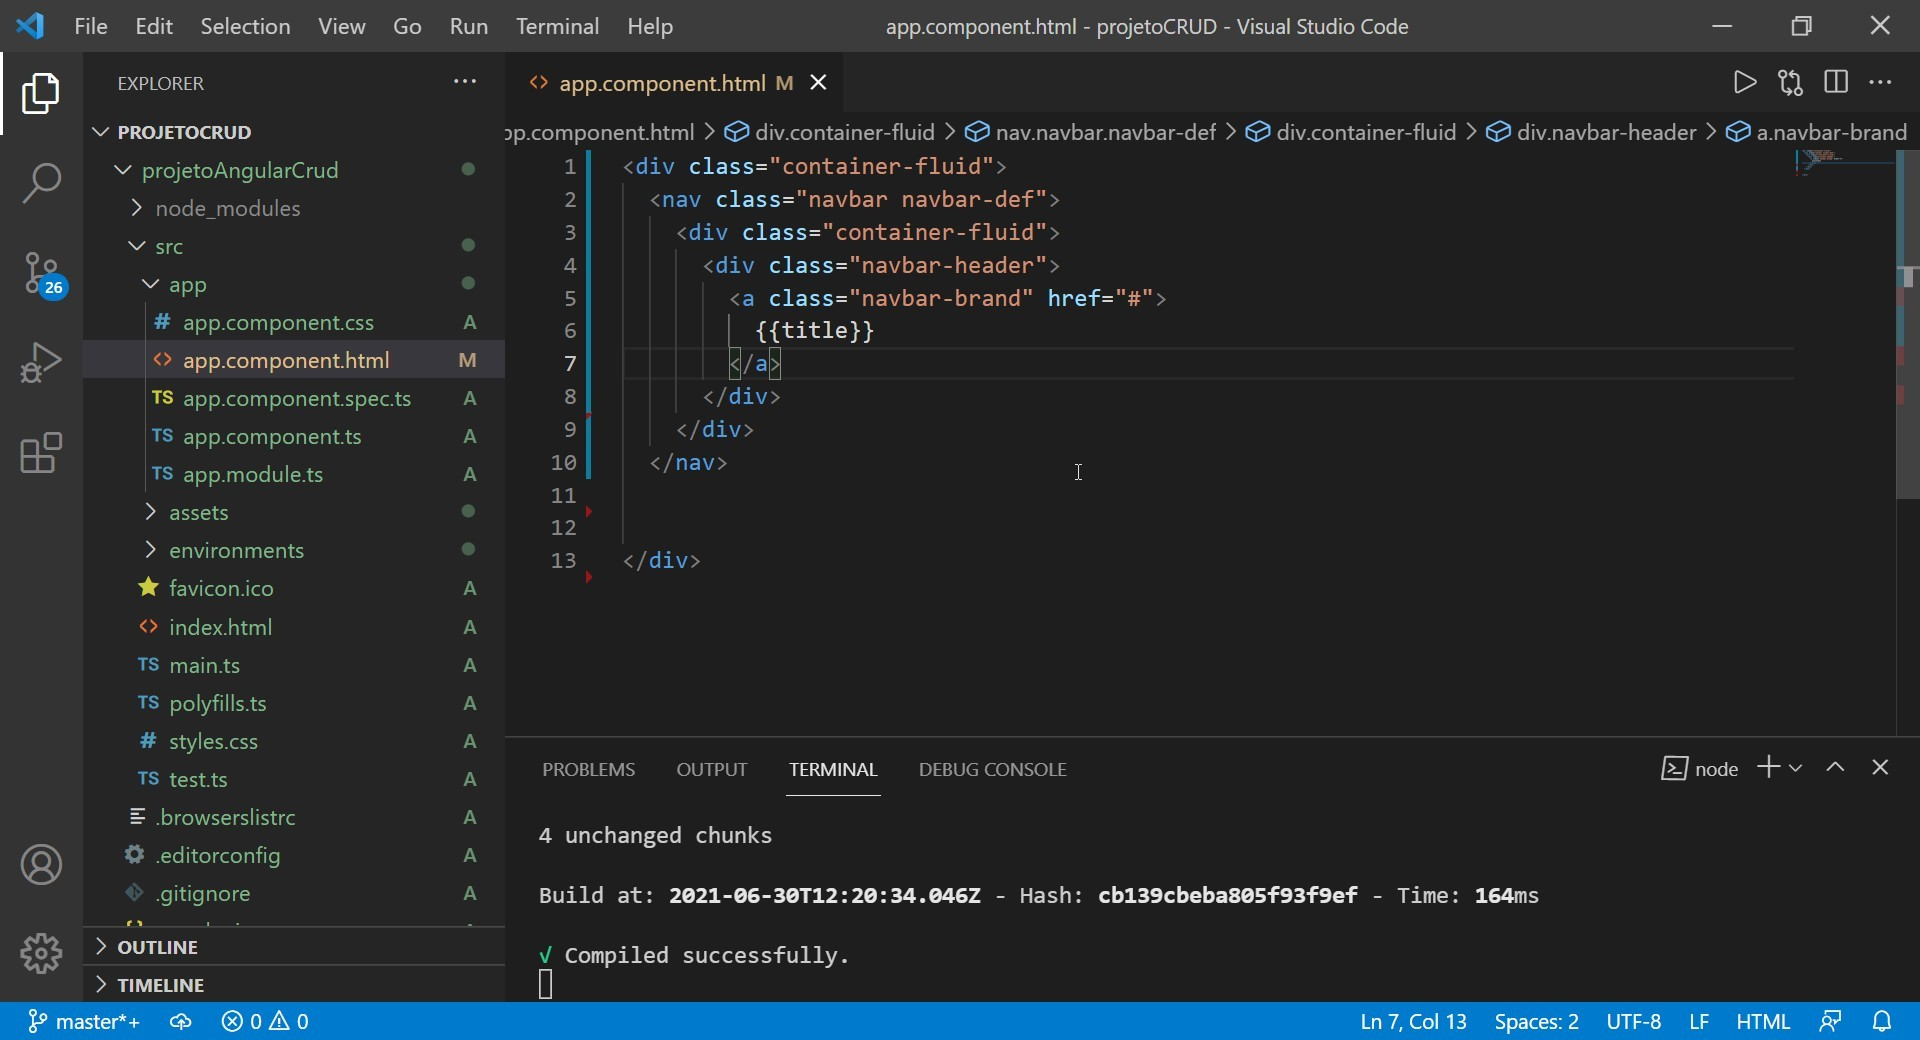 File Edit Selection View Go Run Terminal Help app.component.html - projetoCRUD - Visual Studio Code
EXPLORER
PROJETOCRUD
projetoAngularCrud
node_modules
src
app
app.component.css A
app.component.html M
app.component.spec.ts A
app.component.ts A
app.module.ts A
assets
environments
favicon.ico A
index.html A
main.ts A
polyfills.ts A
styles.css A
test.ts A
.browserslistrc A
.editorconfig A
.gitignore A
OUTLINE
TIMELINE
26
app.component.html M
pp.component.html > div.container-fluid > nav.navbar.navbar-def > div.container-fluid > div.navbar-header > a.navbar-brand
1 <div class="container-fluid">
2 <nav class="navbar navbar-def">
3 <div class="container-fluid">
4 <div class="navbar-header">
5 <a class="navbar-brand" href="#">
6 {{title}}
7 </a>
8 </div>
9 </div>
10 </nav>
11
12
13 </div>
PROBLEMS OUTPUT TERMINAL DEBUG CONSOLE node
4 unchanged chunks
Build at: 2021-06-30T12:20:34.046Z - Hash: cb139cbeba805f93f9ef - Time: 164ms
√ Compiled successfully.
master*+ 0 0 Ln 7, Col 13 Spaces: 2 UTF-8 LF HTML